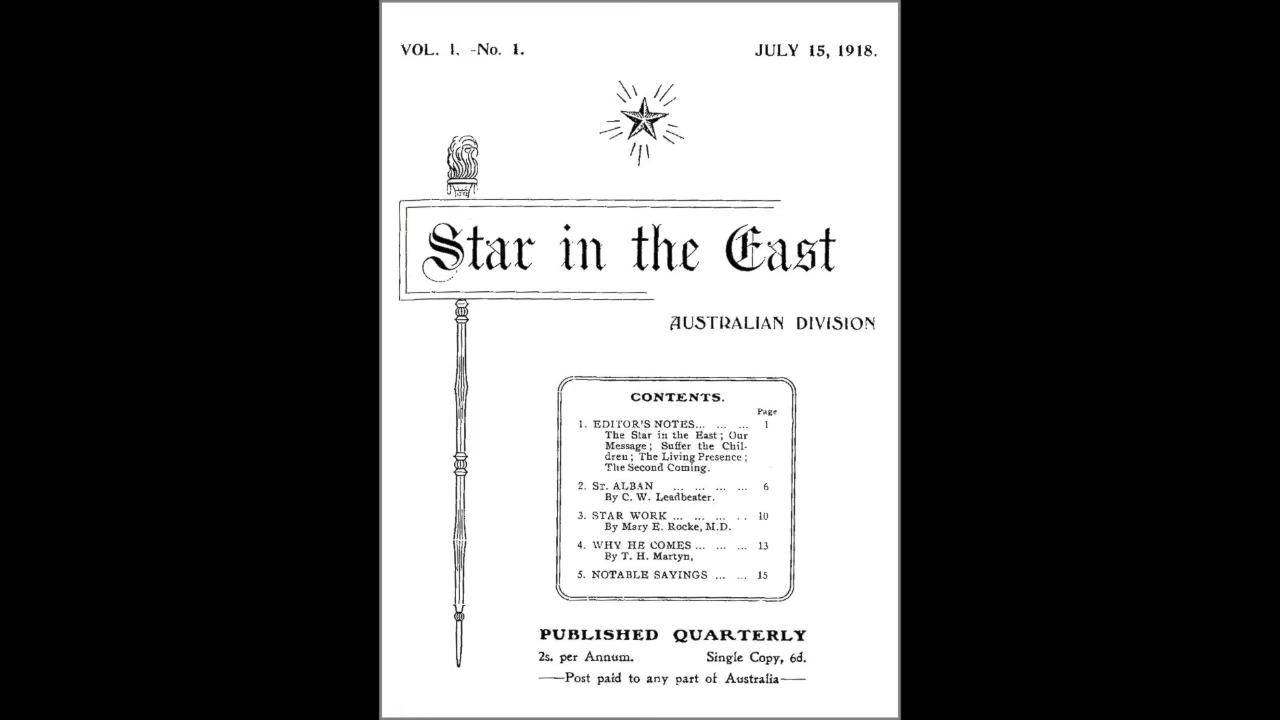 VOL. 1. -No. 1. JULY 15, 1918.
Star in the East
AUSTRALIAN DIVISION
CONTENTS.
Page
1. EDITOR'S NOTES... ... ... 1
The Star in the East; Our
Message; Suffer the Chil-
dren; The Living Presence;
The Second Coming.
2. ST. ALBAN ... ... ... ... 6
By C. W. Leadbeater.
3. STAR WORK ... ... ... .. 10
By Mary E. Rocke, M.D.
4. WHY HE COMES ... ... ... 13
By T. H. Martyn,
5. NOTABLE SAYINGS ... ... 15
PUBLISHED QUARTERLY
2s. per Annum. Single Copy, 6d.
—Post paid to any part of Australia—